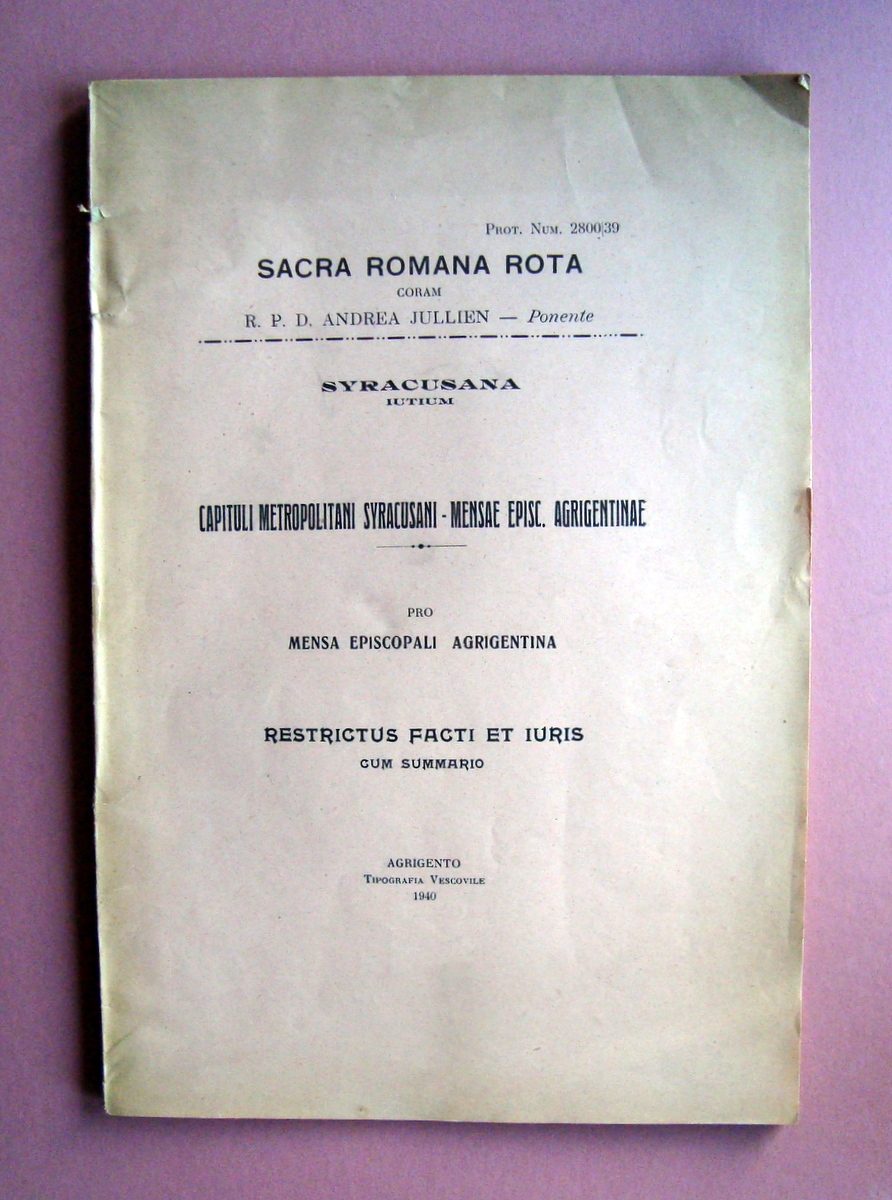 Prot. Num. 2800|39
SACRA ROMANA ROTA
CORAM
R. P. D. ANDREA JULLIEN — Ponente
SYRACUSANA
IUTIUM
CAPITULI METROPOLITANI SYRACUSANI - MENSAE EPISC. AGRIGENTINAE
PRO
MENSA EPISCOPALI AGRIGENTINA
RESTRICTUS FACTI ET IURIS
CUM SUMMARIO
AGRIGENTO
Tipografia Vescovile
1940